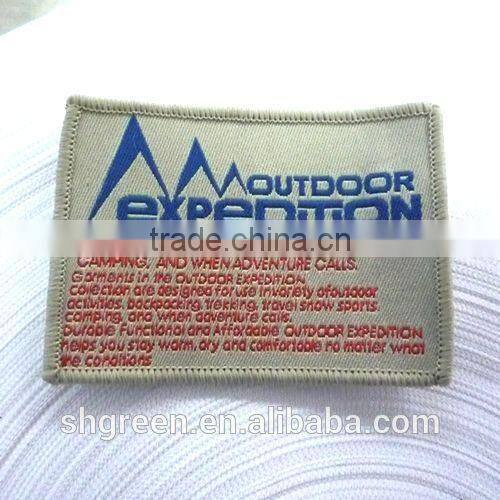 OUTDOOR
expedition
trade.china.cn
CAMPING, AND WHEN ADVENTURE CALLS.
Garments in the OUTDOOR EXPEDITION
collection are designed for use in variety of outdoor
activities, backpacking, trekking, travel snow sports
camping, and when adventure calls.
Durable Functional and Affordable OUTDOOR EXPEDITION
helps you stay warm, dry and comfortable no matter what
the conditions
shgreen.en.alibaba.com